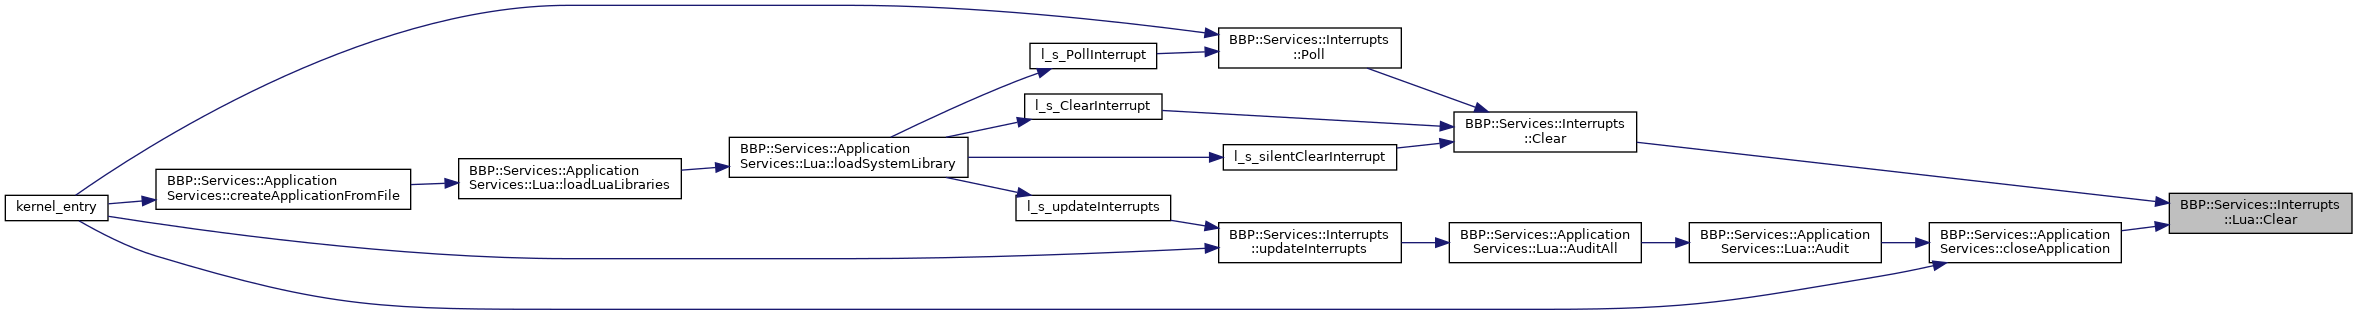 kernel_entry
BBP::Services::Application
Services::createApplicationFromFile
BBP::Services::Application
Services::Lua::loadLuaLibraries
BBP::Services::Application
Services::Lua::loadSystemLibrary
l_s_PollInterrupt
l_s_ClearInterrupt
l_s_silentClearInterrupt
l_s_updateInterrupts
BBP::Services::Interrupts
::Poll
BBP::Services::Interrupts
::updateInterrupts
BBP::Services::Interrupts
::Clear
BBP::Services::Application
Services::Lua::AuditAll
BBP::Services::Application
Services::Lua::Audit
BBP::Services::Application
Services::closeApplication
BBP::Services::Interrupts
::Lua::Clear